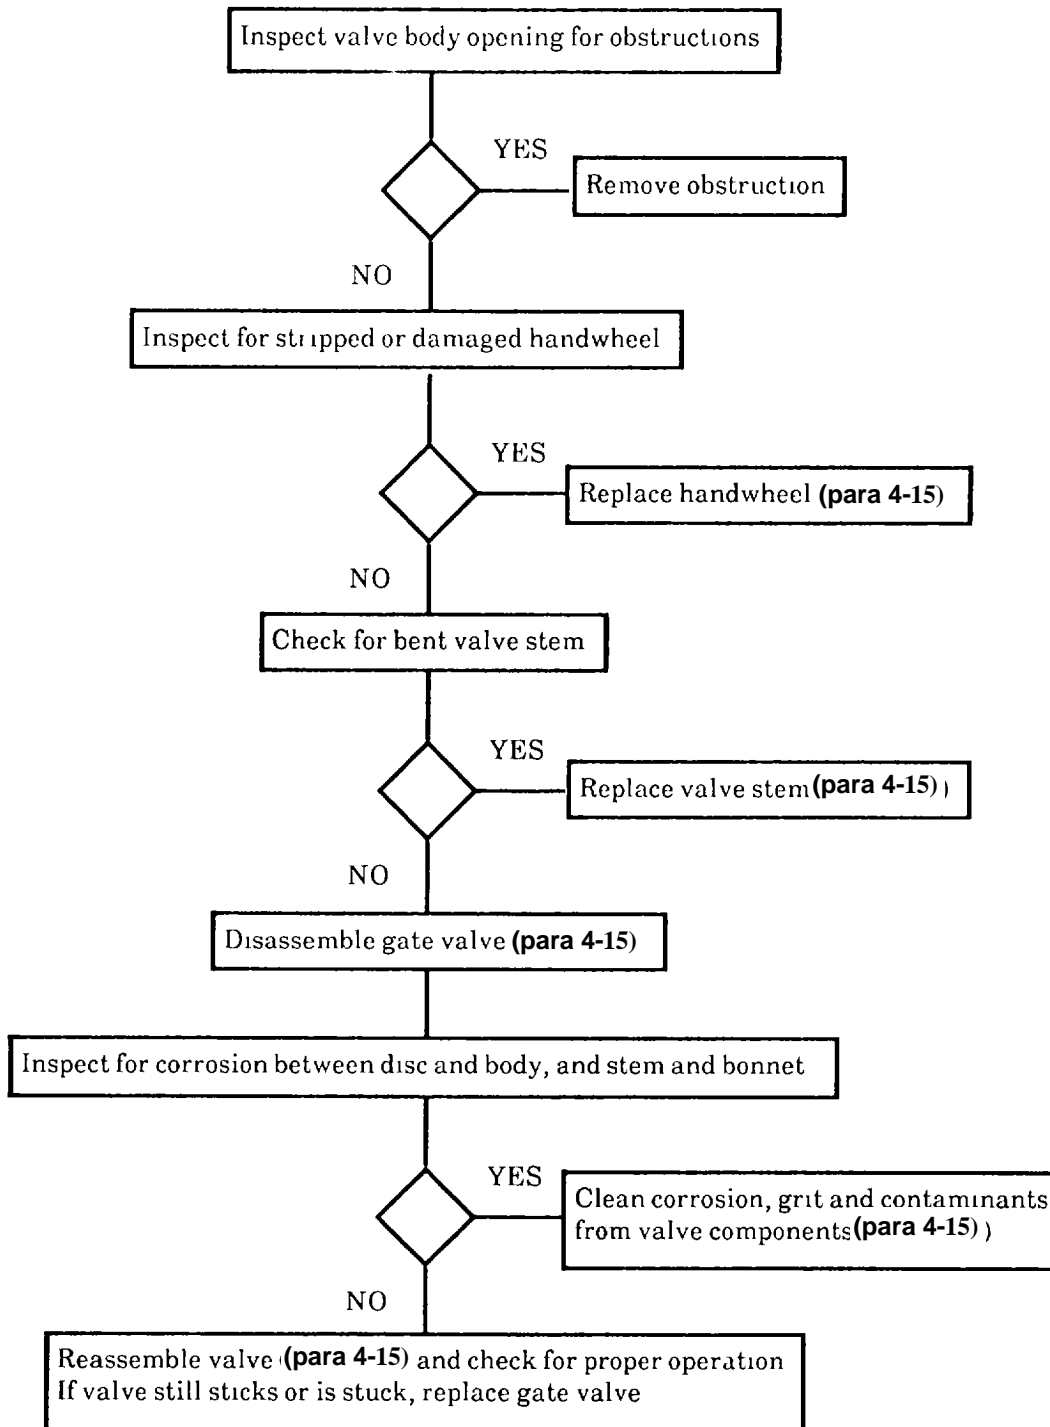 Inspect valve body opening for obstructions
YES
Remove obstruction
NO
Inspect for stripped or damaged handwheel
YES
Replace handwheel (para 4-15)
NO
Check for bent valve stem
YES
Replace valve stem (para 4-15) )
NO
Disassemble gate valve (para 4-15)
Inspect for corrosion between disc and body, and stem and bonnet
YES
Clean corrosion, grit and contaminants
from valve components (para 4-15) )
NO
Reassemble valve (para 4-15) and check for proper operation
If valve still sticks or is stuck, replace gate valve